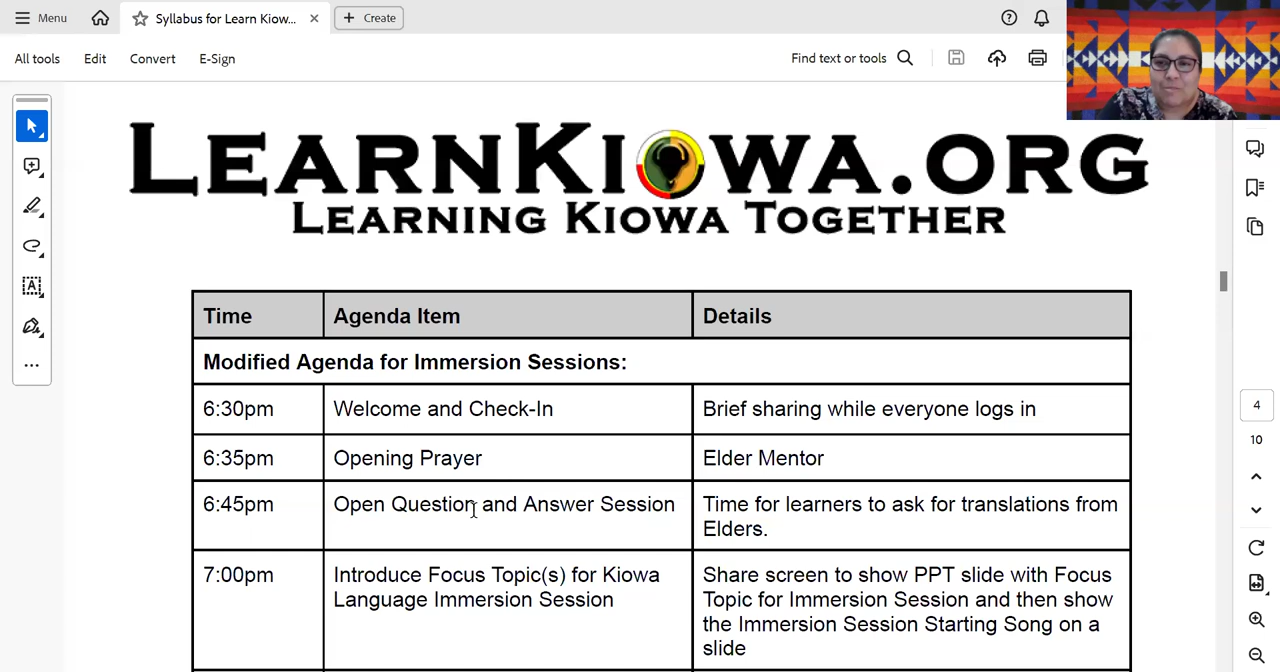 Menu
Syllabus for Learn Kiow...
Create
All tools
Edit
Convert
E-Sign
Find text or tools
LEARNKIOWA.ORG
LEARNING KIOWA TOGETHER
Time Agenda Item Details
Modified Agenda for Immersion Sessions:
6:30pm Welcome and Check-In Brief sharing while everyone logs in
6:35pm Opening Prayer Elder Mentor
6:45pm Open Question and Answer Session Time for learners to ask for translations from
Elders.
7:00pm Introduce Focus Topic(s) for Kiowa Share screen to show PPT slide with Focus
Language Immersion Session Topic for Immersion Session and then show
the Immersion Session Starting Song on a
slide
4
10